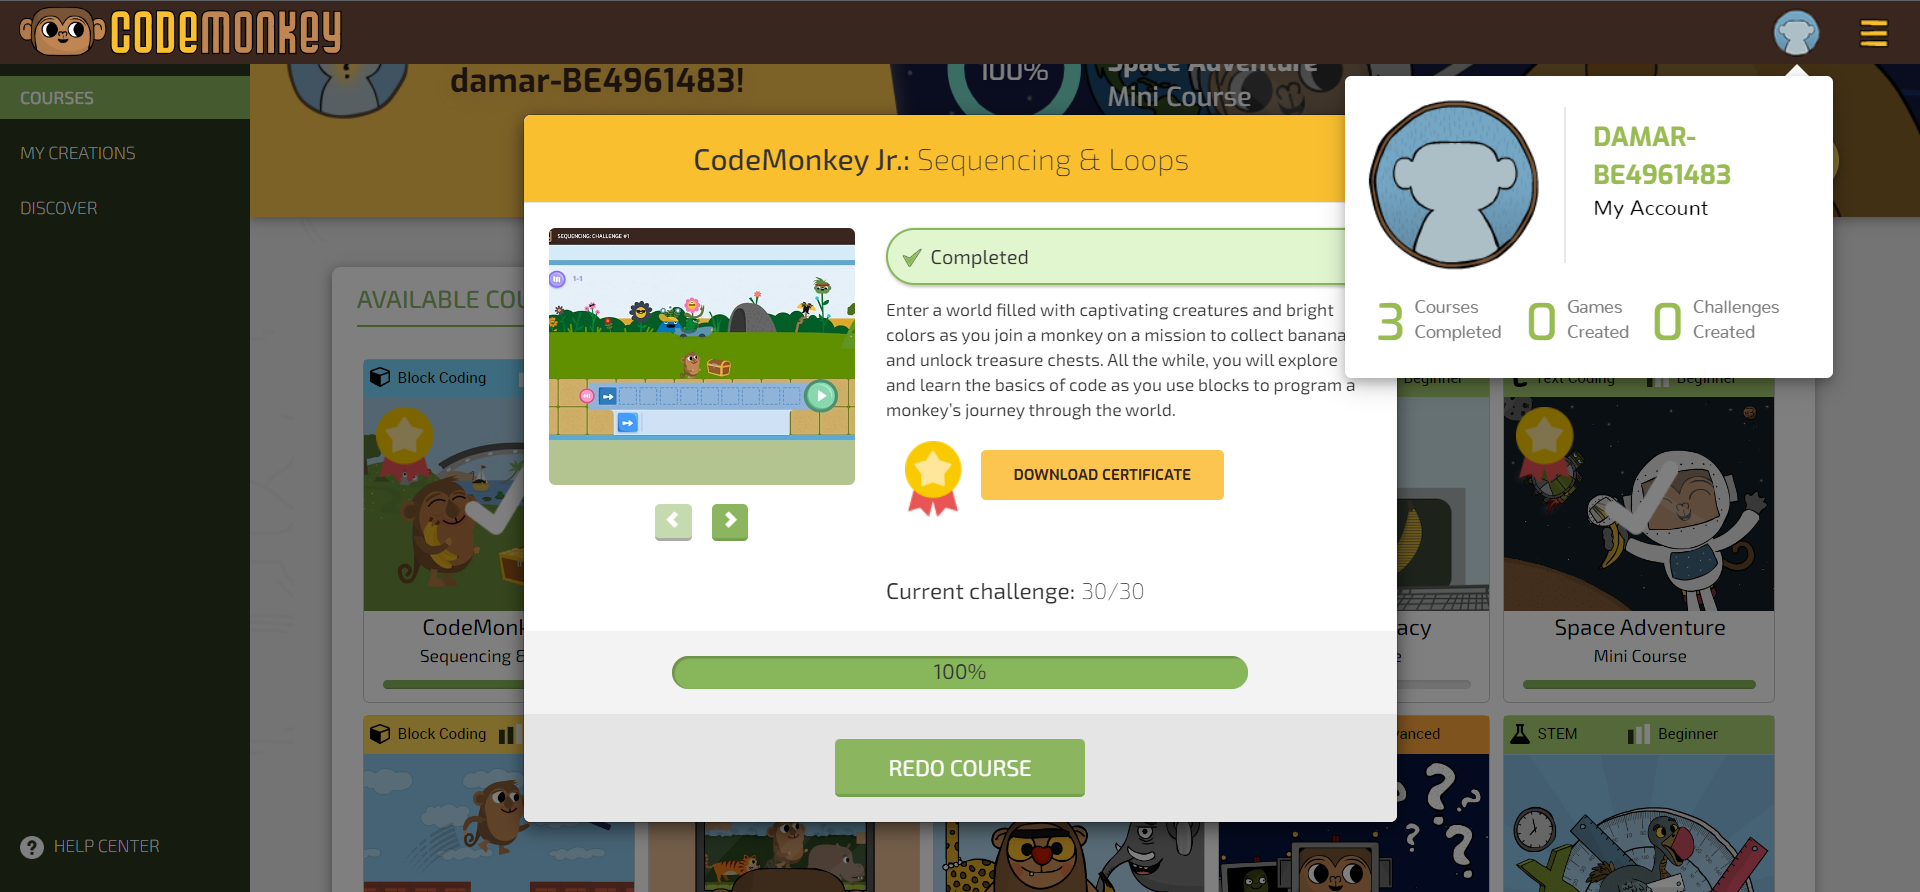 CODEMONKEY
COURSES
MY CREATIONS
DISCOVER
HELP CENTER
damar-BE4961483!
100%
Space Adventure
Mini Course
DAMAR-
BE4961483
My Account
3 Courses Completed
0 Games Created
0 Challenges Created
AVAILABLE COU
CodeMonkey Jr.: Sequencing & Loops
SEQUENCING: CHALLENGE #1
1-1
Completed
Enter a world filled with captivating creatures and bright
colors as you join a monkey on a mission to collect banana
and unlock treasure chests. All the while, you will explore
and learn the basics of code as you use blocks to program a
monkey's journey through the world.
DOWNLOAD CERTIFICATE
Current challenge: 30/30
100%
REDO COURSE
Block Coding
Beginner
Text Coding
Beginner
CodeMonk
Sequencing &
acy
Space Adventure
Mini Course
Block Coding
anced
STEM
Beginner